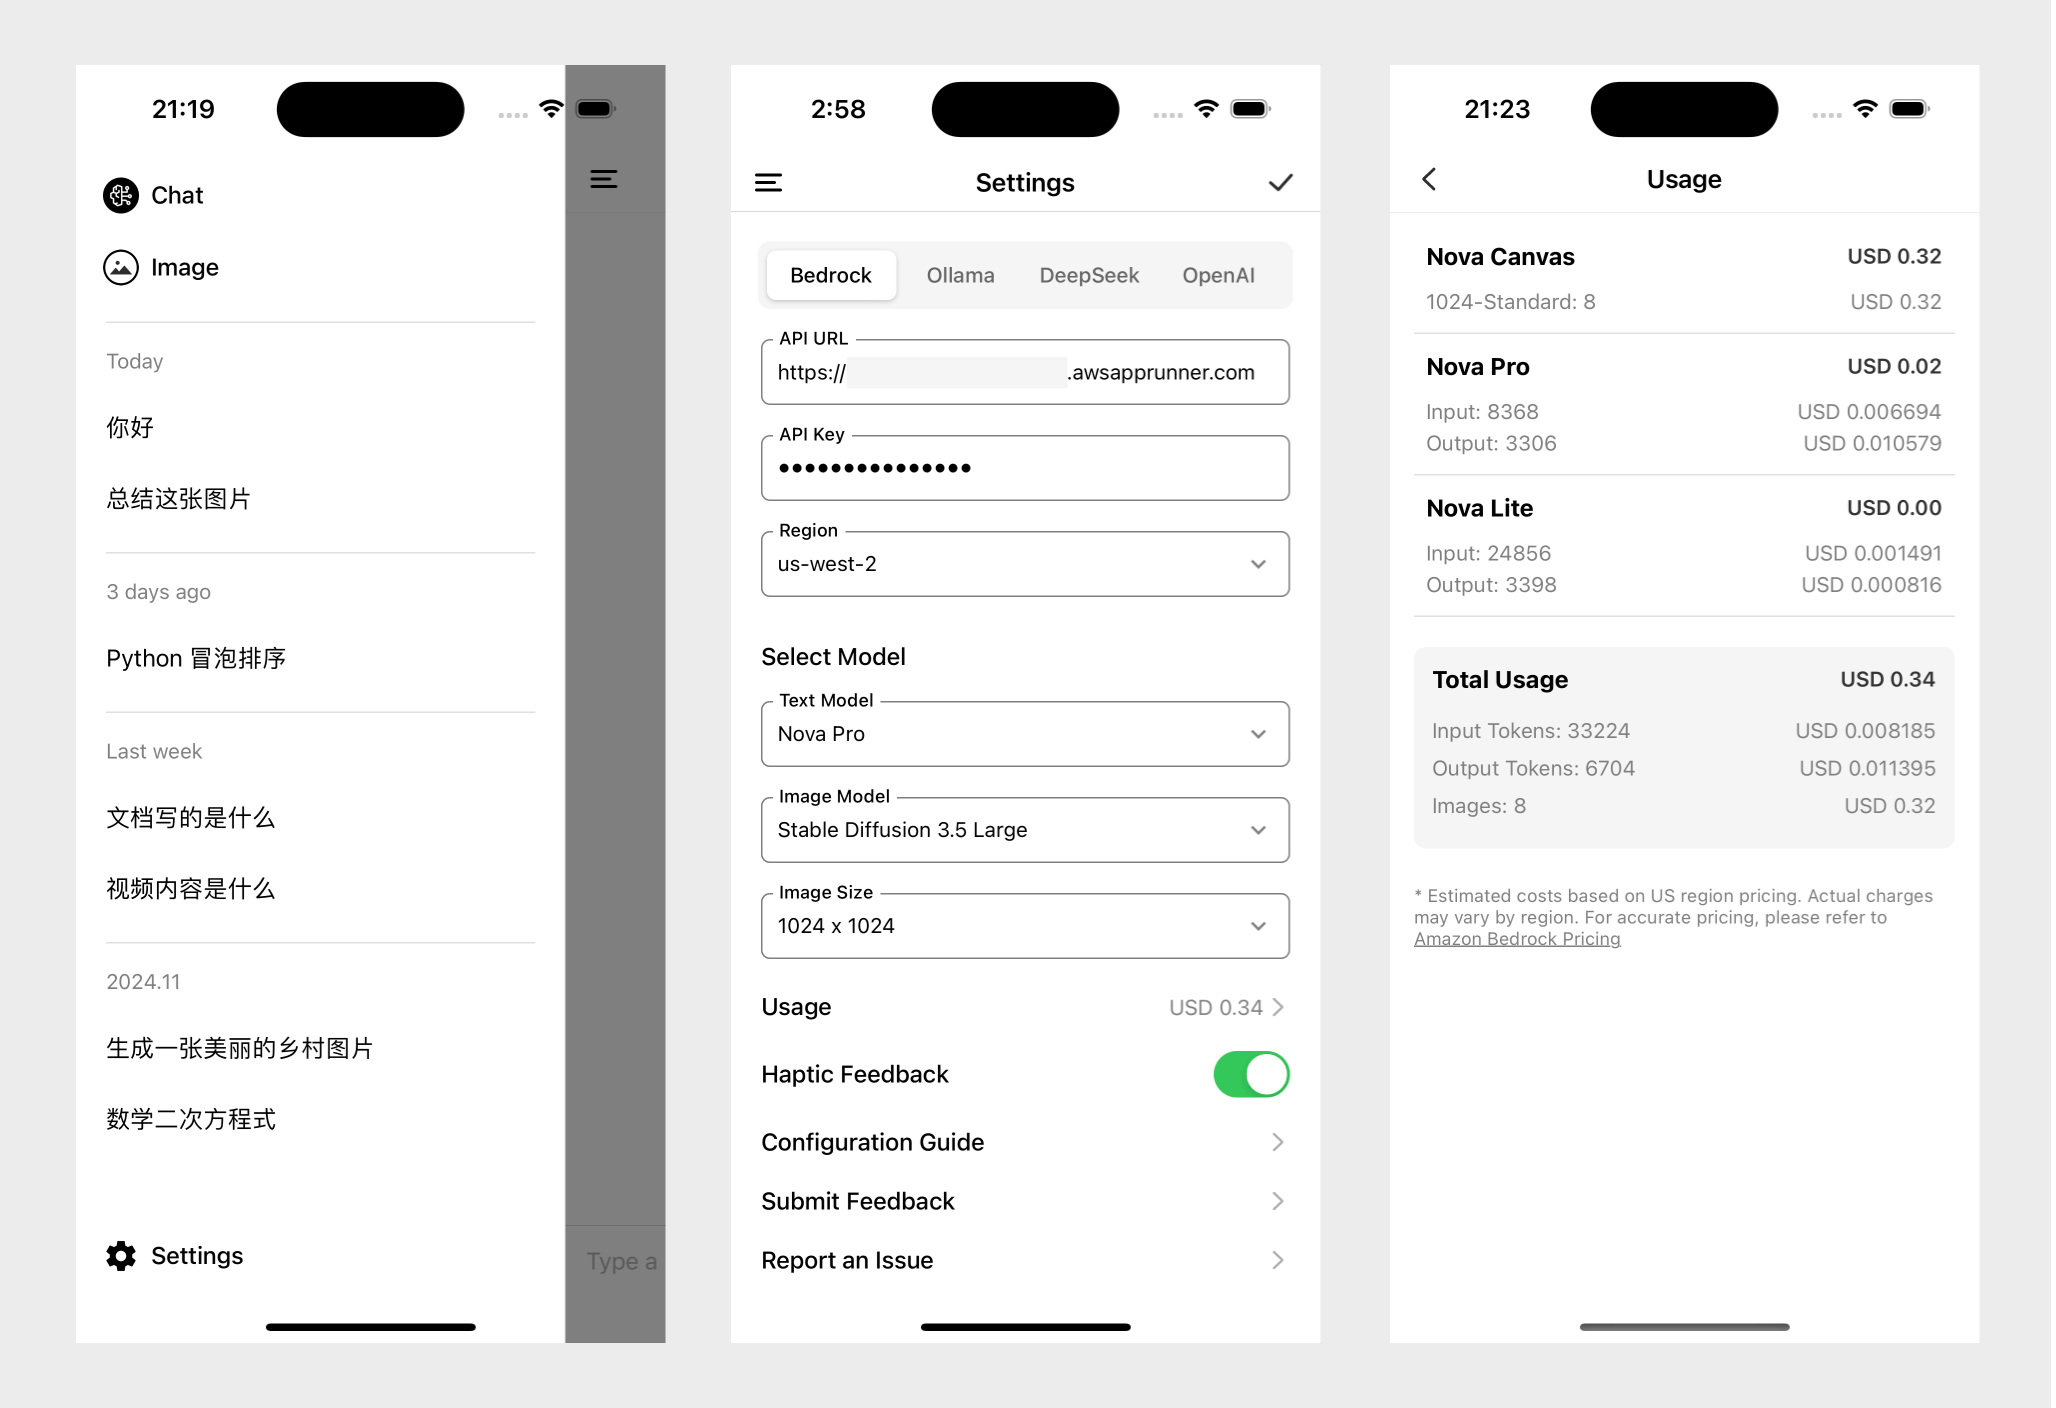 21:19
Chat
Image
Today
你好
总结这张图片
3 days ago
Python 冒泡排序
Last week
文档写的是什么
视频内容是什么
2024.11
生成一张美丽的乡村图片
数学二次方程式
Settings
Type a
2:58
Settings
Bedrock Ollama DeepSeek OpenAI
API URL
https:// .awsapprunner.com
API Key
•••••••••••••••
Region
us-west-2
Select Model
Text Model
Nova Pro
Image Model
Stable Diffusion 3.5 Large
Image Size
1024 x 1024
Usage USD 0.34
Haptic Feedback
Configuration Guide
Submit Feedback
Report an Issue
21:23
Usage
Nova Canvas USD 0.32
1024-Standard: 8 USD 0.32
Nova Pro USD 0.02
Input: 8368 USD 0.006694
Output: 3306 USD 0.010579
Nova Lite USD 0.00
Input: 24856 USD 0.001491
Output: 3398 USD 0.000816
Total Usage USD 0.34
Input Tokens: 33224 USD 0.008185
Output Tokens: 6704 USD 0.011395
Images: 8 USD 0.32
* Estimated costs based on US region pricing. Actual charges
may vary by region. For accurate pricing, please refer to
Amazon Bedrock Pricing